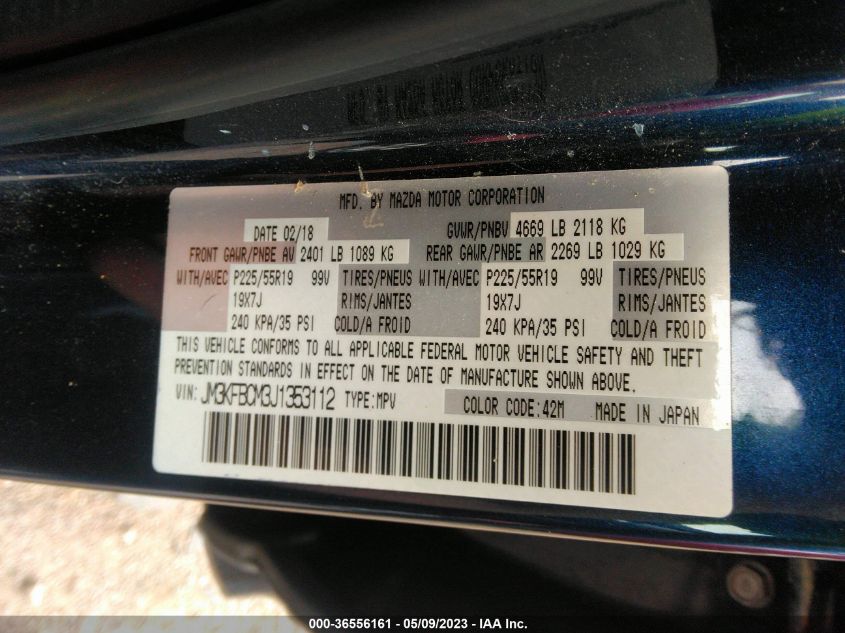 MFD. BY MAZDA MOTOR CORPORATION
DATE 02/18 GVWR/PNBV 4669 LB 2118 KG
FRONT GAWR/PNBE AV 2401 LB 1089 KG REAR GAWR/PNBE AR 2269 LB 1029 KG
WITH/AVEC P225/55R19 99V TIRES/PNEUS WITH/AVEC P225/55R19 99V TIRES/PNEUS
19X7J RIMS/JANTES 19X7J RIMS/JANTES
240 KPA/35 PSI COLD/A FROID 240 KPA/35 PSI COLD/A FROID
THIS VEHICLE CONFORMS TO ALL APPLICABLE FEDERAL MOTOR VEHICLE SAFETY AND THEFT
PREVENTION STANDARDS IN EFFECT ON THE DATE OF MANUFACTURE SHOWN ABOVE.
VIN: JM3KFBCM3J1353112 TYPE:MPV COLOR CODE:42M MADE IN JAPAN
000-36556161 - 05/09/2023 - IAA Inc.